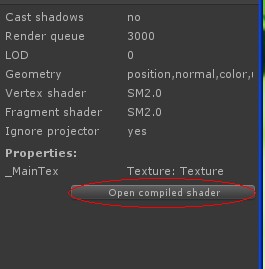 Cast shadows no
Render queue 3000
LOD 0
Geometry position,normal,color,
Vertex shader SM2.0
Fragment shader SM2.0
Ignore projector yes
Properties:
_MainTex Texture: Texture
Open compiled shader